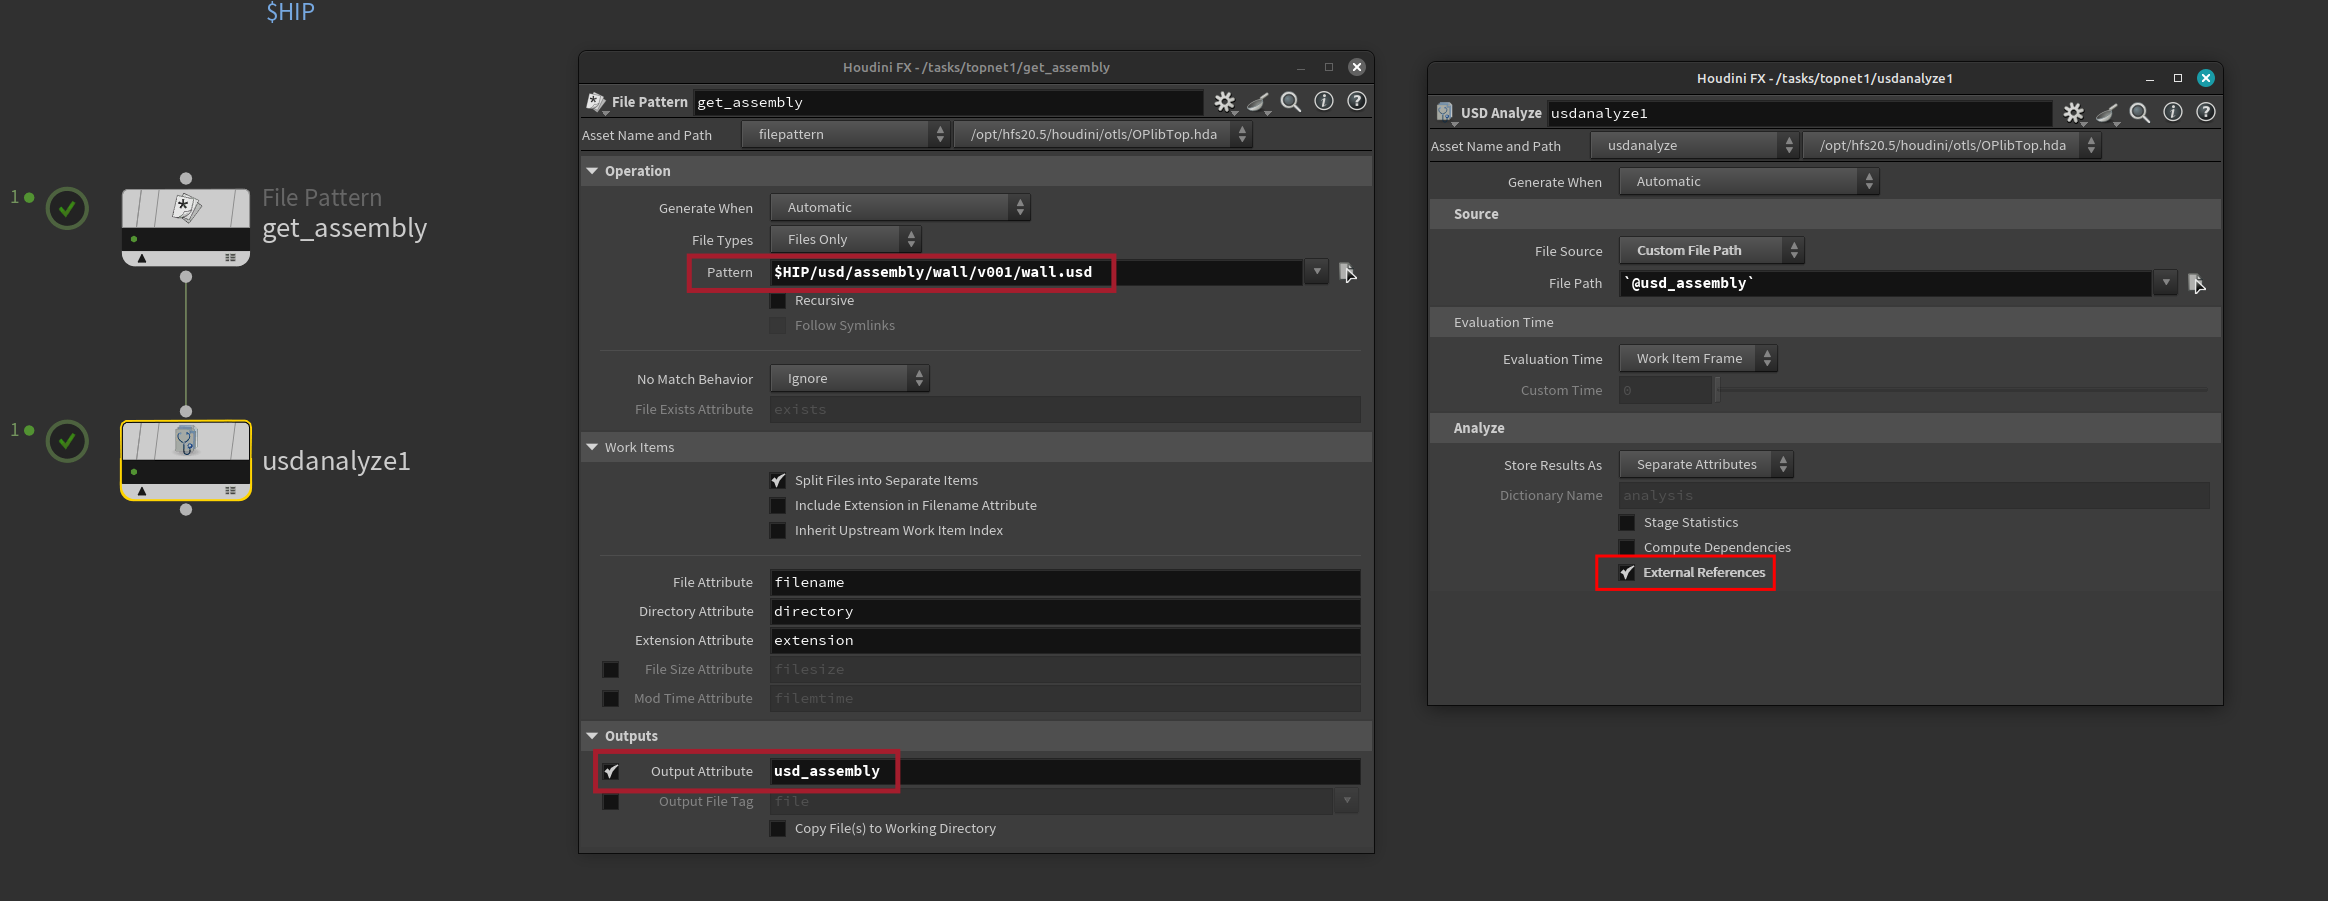 $HIP
1
File Pattern
get_assembly
1
usdanalyze1
Houdini FX - /tasks/topnet1/get_assembly
File Pattern get_assembly
Asset Name and Path filepattern /opt/hfs20.5/houdini/otls/OPlibTop.hda
Operation
Generate When Automatic
File Types Files Only
Pattern $HIP/usd/assembly/wall/v001/wall.usd
Recursive
Follow Symlinks
No Match Behavior Ignore
File Exists Attribute exists
Work Items
Split Files into Separate Items
Include Extension in Filename Attribute
Inherit Upstream Work Item Index
File Attribute filename
Directory Attribute directory
Extension Attribute extension
File Size Attribute filesize
Mod Time Attribute filemtime
Outputs
Output Attribute usd_assembly
Output File Tag file
Copy File(s) to Working Directory
Houdini FX - /tasks/topnet1/usdanalyze1
USD Analyze usdanalyze1
Asset Name and Path usdanalyze /opt/hfs20.5/houdini/otls/OPlibTop.hda
Generate When Automatic
Source
File Source Custom File Path
File Path `@usd_assembly`
Evaluation Time
Evaluation Time Work Item Frame
Custom Time 0
Analyze
Store Results As Separate Attributes
Dictionary Name analysis
Stage Statistics
Compute Dependencies
External References